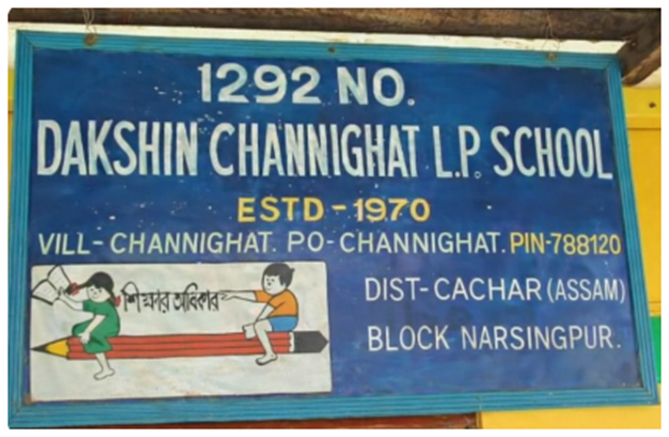 1292 NO.
DAKSHIN CHANNIGHAT L.P. SCHOOL
ESTD - 1970
VILL- CHANNIGHAT. PO- CHANNIGHAT. PIN-788120
শিক্ষার অধিকার
DIST- CACHAR (ASSAM)
BLOCK NARSINGPUR.